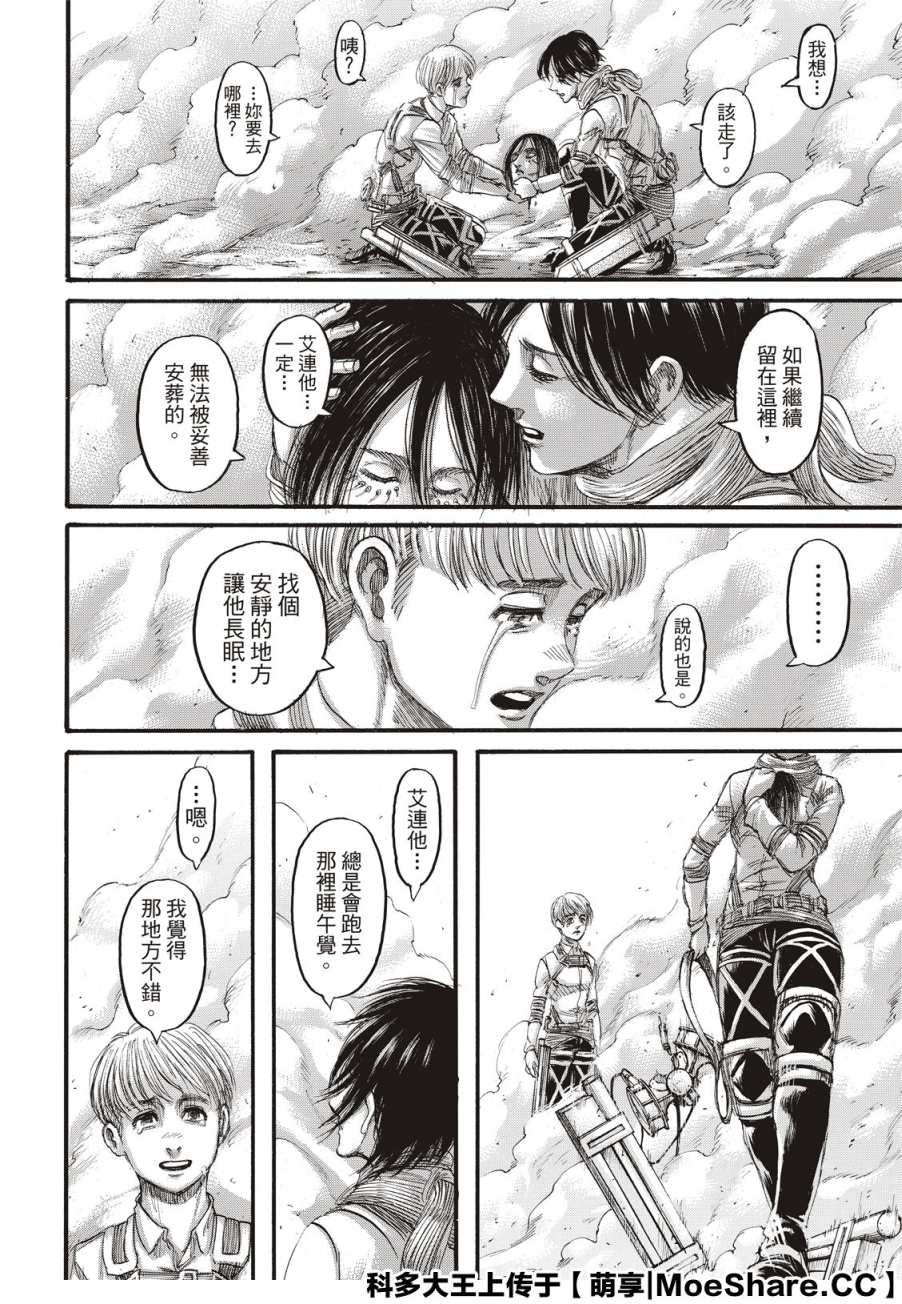 我想…
該走了。
咦?
…妳要去
哪裡?
如果繼續
留在這裡,
艾連他…
一定…
無法被妥善
安葬的。
………
說的也是。
找個
安靜的地方
讓他長眠…
艾連他…
總是會跑去
那裡睡午覺。
…嗯。
我覺得
那地方不錯。
科多大王上传于【 萌享|MoeShare.CC】